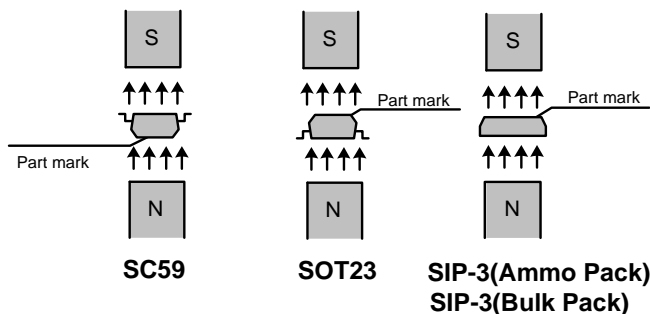 S
S
S
Part mark
Part mark
Part mark
N
N
N
SC59
SOT23
SIP-3(Ammo Pack)
SIP-3(Bulk Pack)